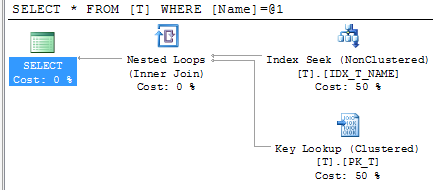 SELECT * FROM [T] WHERE [Name]=@1
SELECT
Cost: 0 %
Nested Loops
(Inner Join)
Cost: 0 %
Index Seek (NonClustered)
[T].[IDX_T_NAME]
Cost: 50 %
Key Lookup (Clustered)
[T].[PK_T]
Cost: 50 %